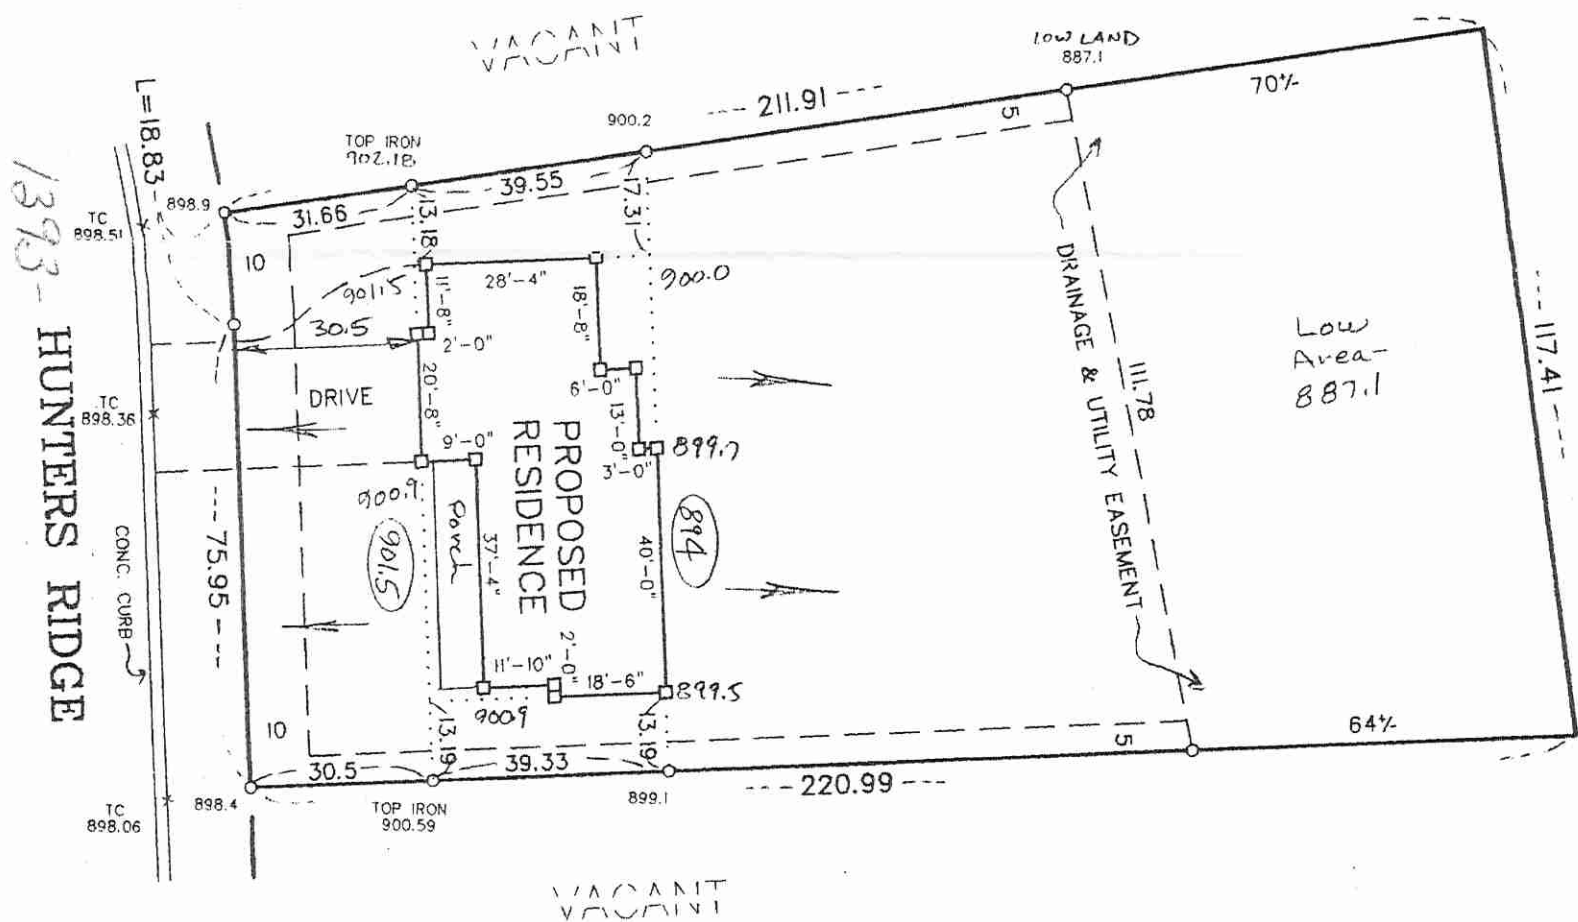 VACANT
LOW LAND
887.1
70+/-
--- 211.91 ---
5
900.2
TOP IRON
902.18
39.55
31.66
13.18
17.31
L=18.83
898.9
TC
898.51
10
901.5
30.5
11'-8"
28'-4"
18'-8"
900.0
2'-0"
20'-8"
6'-0"
13'-0"
3'-0"
899.7
DRIVE
9'-0"
TC
898.36
1393- HUNTERS RIDGE
CONC. CURB
--- 75.95 ---
900.9
901.5
Porch
37'-4"
PROPOSED
RESIDENCE
40'-0"
894
DRAINAGE & UTILITY EASEMENT
111.78
Low
Area-
887.1
--- 117.41 ---
11'-10"
2'-0"
18'-6"
899.5
900.9
13.19
13.19
10
5
30.5
39.33
64+/-
898.4
TC
898.06
TOP IRON
900.59
899.1
--- 220.99 ---
VACANT